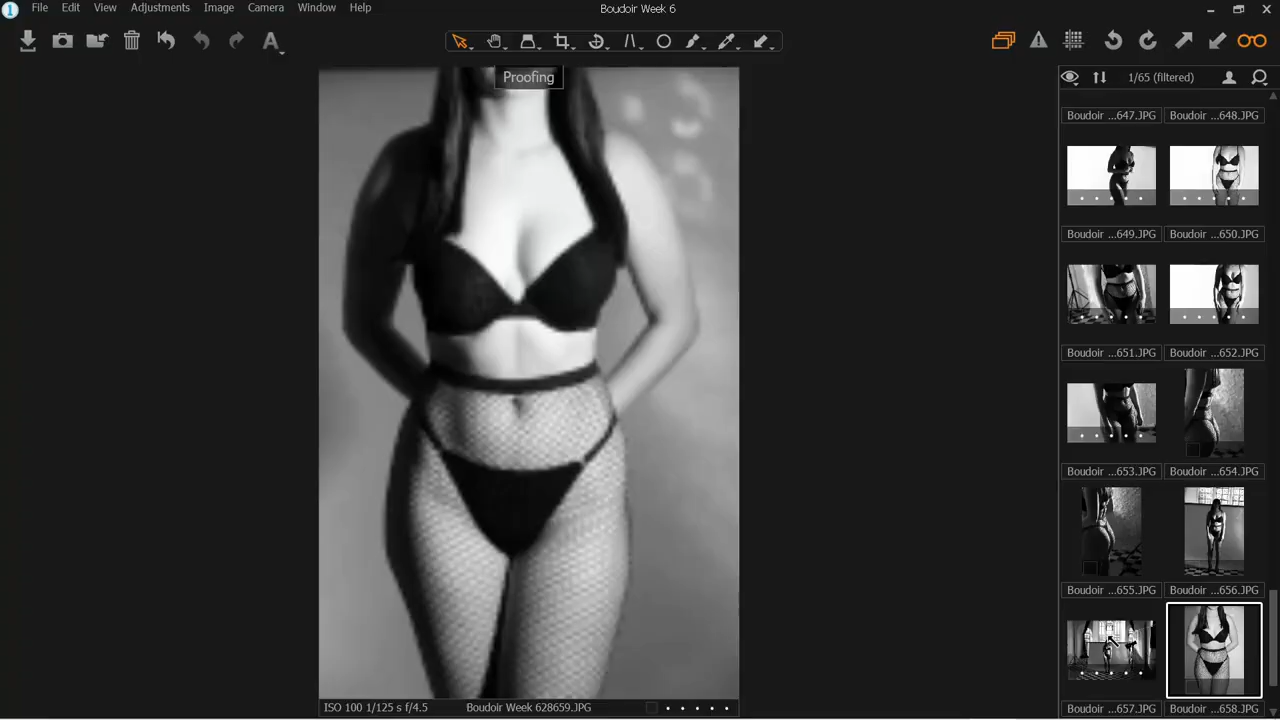 File Edit View Adjustments Image Camera Window Help
Boudoir Week 6
A
Proofing
1/65 (filtered)
Boudoir ...647.JPG Boudoir ...648.JPG
Boudoir ...649.JPG Boudoir ...650.JPG
Boudoir ...651.JPG Boudoir ...652.JPG
Boudoir ...653.JPG Boudoir ...654.JPG
Boudoir ...655.JPG Boudoir ...656.JPG
Boudoir ...657.JPG Boudoir ...658.JPG
ISO 100 1/125 s f/4.5 Boudoir Week 628659.JPG